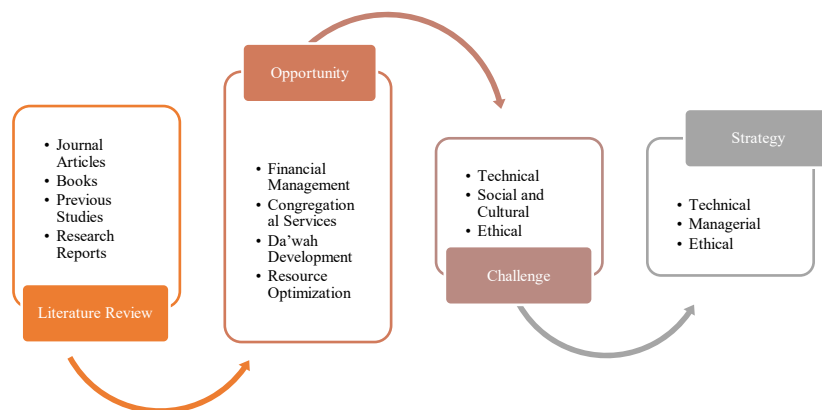 • Journal
Articles
• Books
• Previous
Studies
• Research
Reports
Literature Review
Opportunity
• Financial
Management
• Congregation
al Services
• Da’wah
Development
• Resource
Optimization
• Technical
• Social and
Cultural
• Ethical
Challenge
Strategy
• Technical
• Managerial
• Ethical